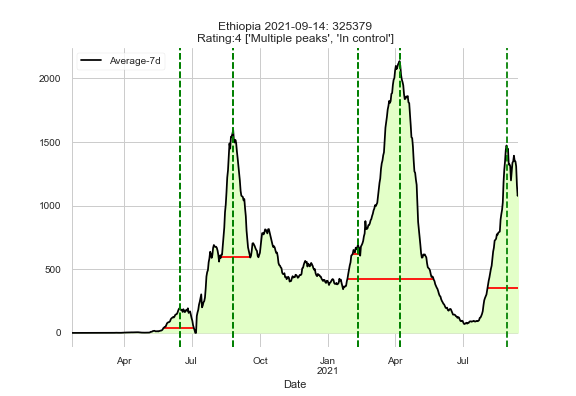 Ethiopia 2021-09-14: 325379
Rating:4 ['Multiple peaks', 'In control']
Average-7d
2000
1500
1000
500
0
Apr Jul Oct Jan Apr Jul
2021
Date